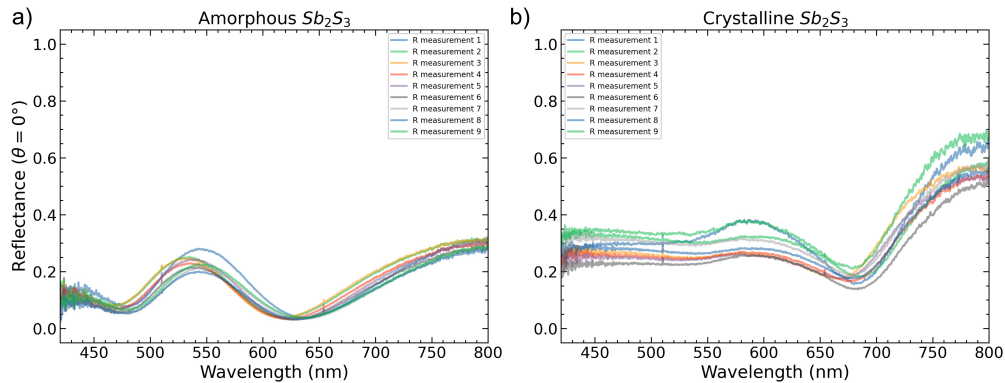 a)
Amorphous Sb₂S₃
1.0
0.8
0.6
0.4
0.2
0.0
Reflectance (θ = 0°)
450 500 550 600 650 700 750 800
Wavelength (nm)
R measurement 1
R measurement 2
R measurement 3
R measurement 4
R measurement 5
R measurement 6
R measurement 7
R measurement 8
R measurement 9
b)
Crystalline Sb₂S₃
1.0
0.8
0.6
0.4
0.2
0.0
450 500 550 600 650 700 750 800
Wavelength (nm)
R measurement 1
R measurement 2
R measurement 3
R measurement 4
R measurement 5
R measurement 6
R measurement 7
R measurement 8
R measurement 9